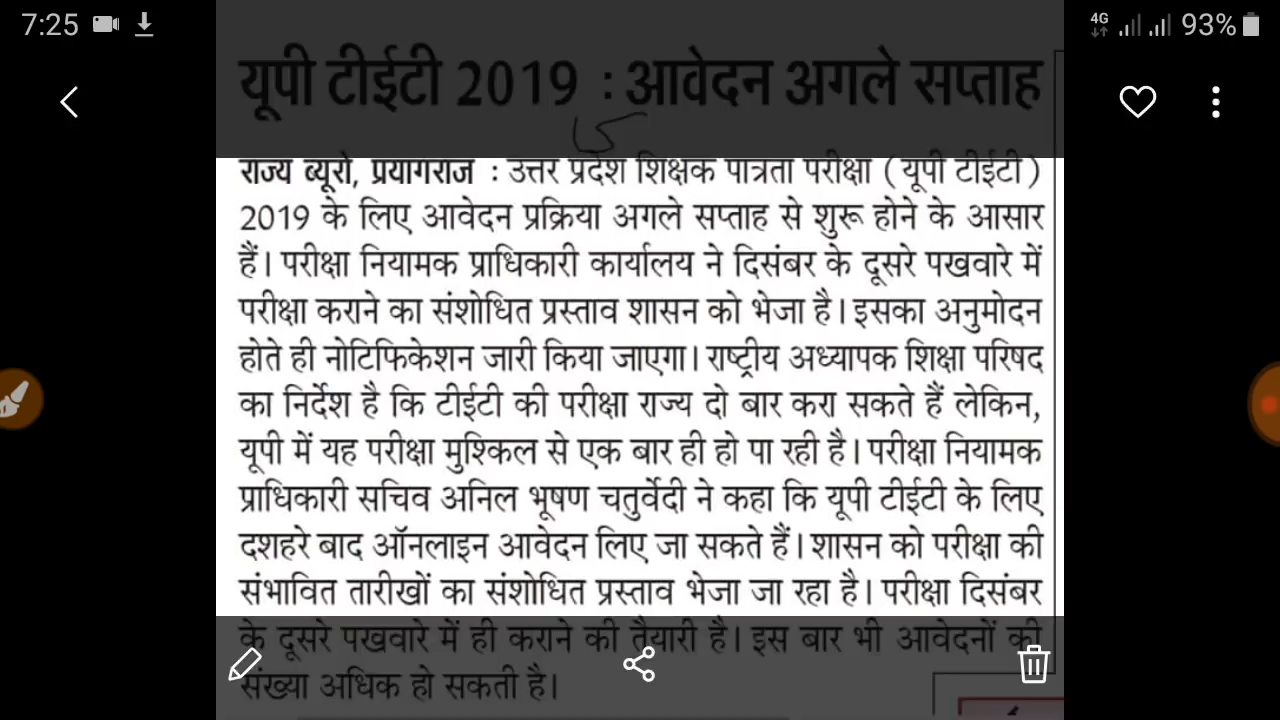 7:25
4G 93%
यूपी टीईटी 2019 : आवेदन अगले सप्ताह
राज्य ब्यूरो, प्रयागराज : उत्तर प्रदेश शिक्षक पात्रता परीक्षा (यूपी टीईटी)
2019 के लिए आवेदन प्रक्रिया अगले सप्ताह से शुरू होने के आसार
हैं। परीक्षा नियामक प्राधिकारी कार्यालय ने दिसंबर के दूसरे पखवारे में
परीक्षा कराने का संशोधित प्रस्ताव शासन को भेजा है। इसका अनुमोदन
होते ही नोटिफिकेशन जारी किया जाएगा। राष्ट्रीय अध्यापक शिक्षा परिषद
का निर्देश है कि टीईटी की परीक्षा राज्य दो बार करा सकते हैं लेकिन,
यूपी में यह परीक्षा मुश्किल से एक बार ही हो पा रही है। परीक्षा नियामक
प्राधिकारी सचिव अनिल भूषण चतुर्वेदी ने कहा कि यूपी टीईटी के लिए
दशहरे बाद ऑनलाइन आवेदन लिए जा सकते हैं। शासन को परीक्षा की
संभावित तारीखों का संशोधित प्रस्ताव भेजा जा रहा है। परीक्षा दिसंबर
के दूसरे पखवारे में ही कराने की तैयारी है। इस बार भी आवेदनों की
संख्या अधिक हो सकती है।